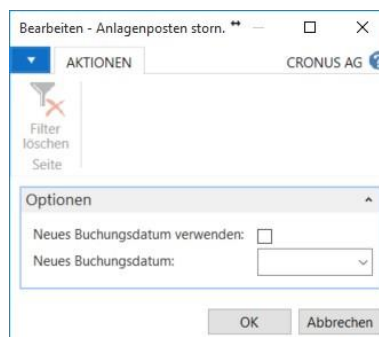 Bearbeiten - Anlagenposten storn.
AKTIONEN
CRONUS AG
Filter
löschen
Seite
Optionen
Neues Buchungsdatum verwenden:
Neues Buchungsdatum:
OK
Abbrechen